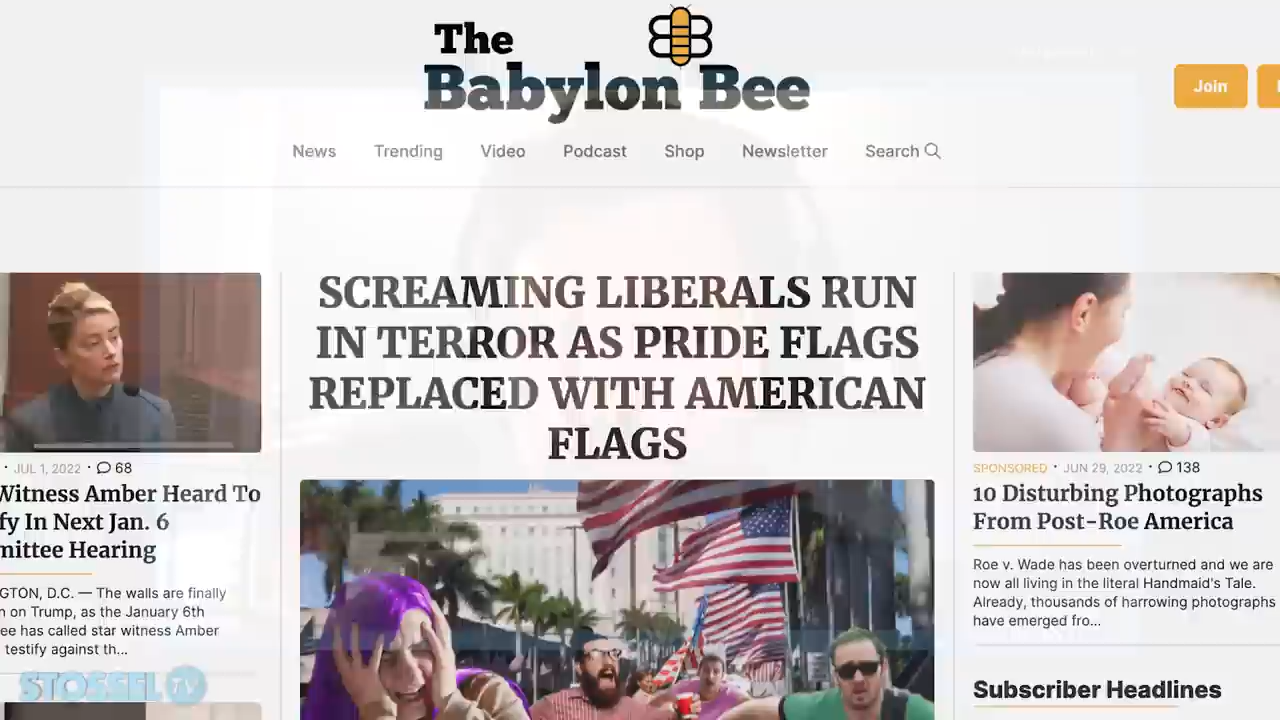 The
Babylon Bee
Join
News Trending Video Podcast Shop Newsletter Search
SCREAMING LIBERALS RUN
IN TERROR AS PRIDE FLAGS
REPLACED WITH AMERICAN
FLAGS
· JUL 1, 2022 · 68
Witness Amber Heard To
fy In Next Jan. 6
mittee Hearing
GTON, D.C. — The walls are finally
n on Trump, as the January 6th
ee has called star witness Amber
testify against th...
SPONSORED · JUN 29, 2022 · 138
10 Disturbing Photographs
From Post-Roe America
Roe v. Wade has been overturned and we are
now all living in the literal Handmaid's Tale.
Already, thousands of harrowing photographs
have emerged fro...
Subscriber Headlines
STOSSEL TV